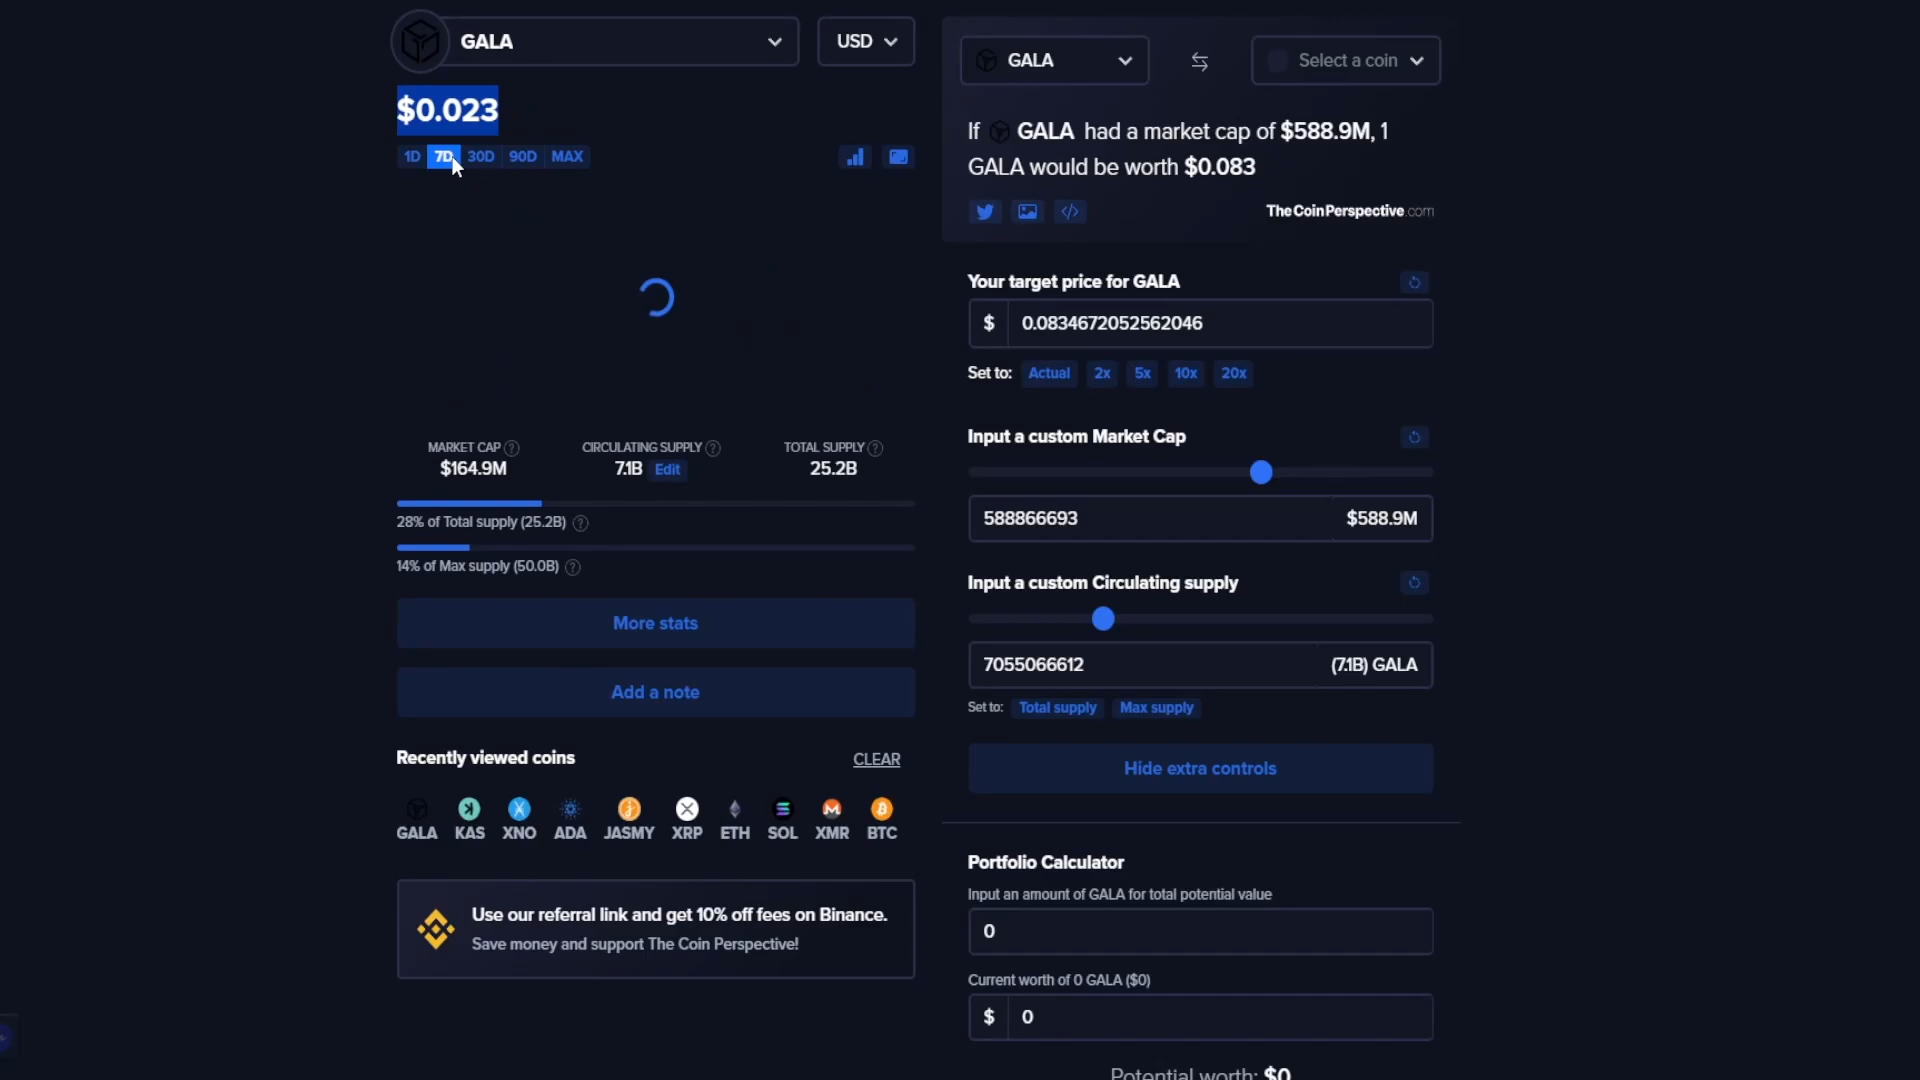 GALA
USD
$0.023
1D 7D 30D 90D MAX
MARKET CAP ?
$164.9M
CIRCULATING SUPPLY ?
7.1B Edit
TOTAL SUPPLY ?
25.2B
28% of Total supply (25.2B) ?
14% of Max supply (50.0B) ?
More stats
Add a note
Recently viewed coins
CLEAR
GALA KAS XNO ADA JASMY XRP ETH SOL XMR BTC
Use our referral link and get 10% off fees on Binance.
Save money and support The Coin Perspective!
GALA
Select a coin
If GALA had a market cap of $588.9M, 1
GALA would be worth $0.083
TheCoinPerspective.com
Your target price for GALA
$ 0.0834672052562046
Set to: Actual 2x 5x 10x 20x
Input a custom Market Cap
588866693 $588.9M
Input a custom Circulating supply
7055066612 (7.1B) GALA
Set to: Total supply Max supply
Hide extra controls
Portfolio Calculator
Input an amount of GALA for total potential value
0
Current worth of 0 GALA ($0)
$ 0
Potential worth: $0